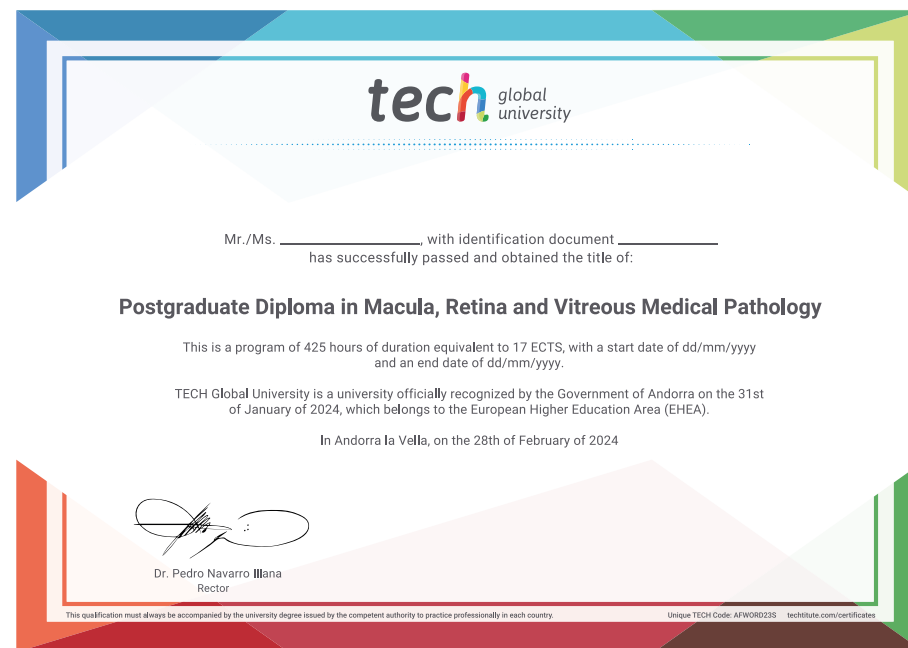 tech global university
Mr./Ms. ____________________, with identification document ______________
has successfully passed and obtained the title of:
Postgraduate Diploma in Macula, Retina and Vitreous Medical Pathology
This is a program of 425 hours of duration equivalent to 17 ECTS, with a start date of dd/mm/yyyy
and an end date of dd/mm/yyyy.
TECH Global University is a university officially recognized by the Government of Andorra on the 31st
of January of 2024, which belongs to the European Higher Education Area (EHEA).
In Andorra la Vella, on the 28th of February of 2024
Dr. Pedro Navarro Illana
Rector
This qualification must always be accompanied by the university degree issued by the competent authority to practice professionally in each country.
Unique TECH Code: AFWORD23S techtitute.com/certificates